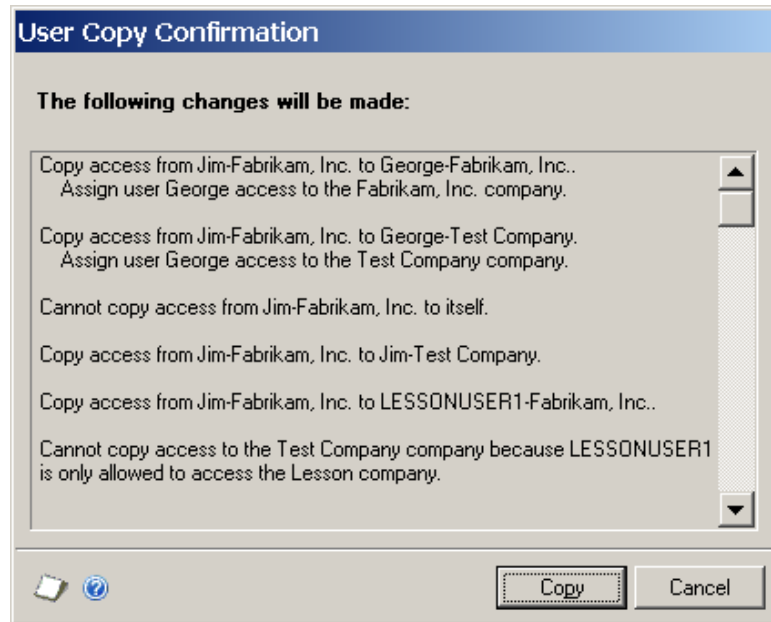 User Copy Confirmation
The following changes will be made:
Copy access from Jim-Fabrikam, Inc. to George-Fabrikam, Inc..
Assign user George access to the Fabrikam, Inc. company.
Copy access from Jim-Fabrikam, Inc. to George-Test Company.
Assign user George access to the Test Company company.
Cannot copy access from Jim-Fabrikam, Inc. to itself.
Copy access from Jim-Fabrikam, Inc. to Jim-Test Company.
Copy access from Jim-Fabrikam, Inc. to LESSONUSER1-Fabrikam, Inc..
Cannot copy access to the Test Company company because LESSONUSER1
is only allowed to access the Lesson company.
Copy
Cancel